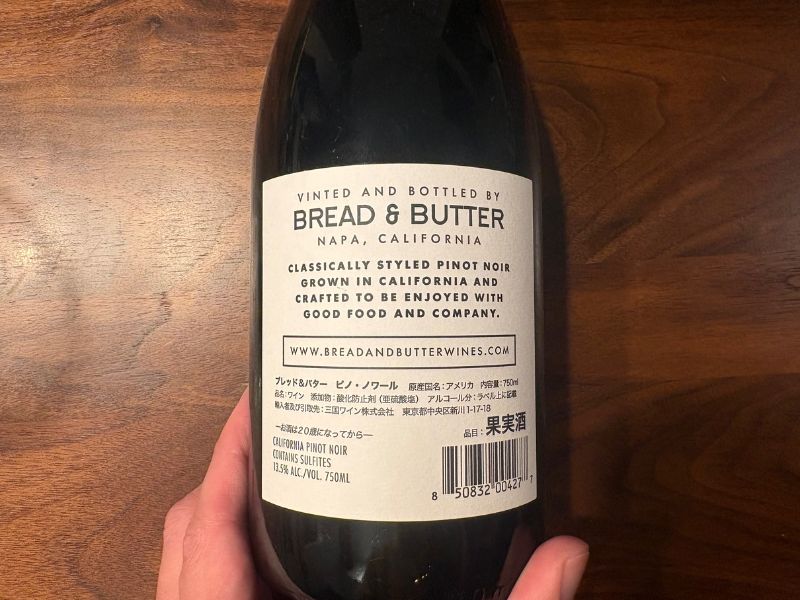 VINTED AND BOTTLED BY
BREAD & BUTTER
NAPA, CALIFORNIA
CLASSICALLY STYLED PINOT NOIR
GROWN IN CALIFORNIA AND
CRAFTED TO BE ENJOYED WITH
GOOD FOOD AND COMPANY.
WWW.BREADANDBUTTERWINES.COM
ブレッド&バター ピノ・ノワール 原産国名:アメリカ 内容量:750ml
品名:ワイン 添加物:酸化防止剤(亜硫酸塩) アルコール分:ラベル上に記載
輸入者及び引取先:三国ワイン株式会社 東京都中央区新川1-17-18
―お酒は20歳になってから―
品目:果実酒
CALIFORNIA PINOT NOIR
CONTAINS SULFITES
13.5% ALC./VOL. 750ML
8 50832 00427 7